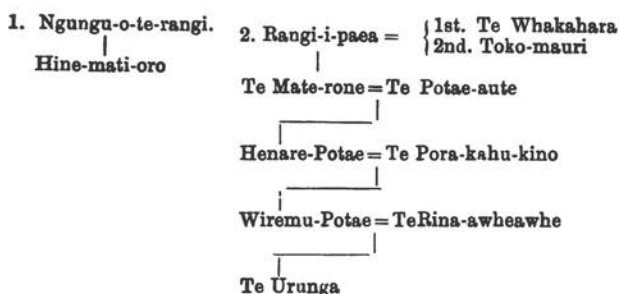 1. Ngungu-o-te-rangi.
Hine-mati-oro
2. Rangi-i-paea = { 1st. Te Whakahara
2nd. Toko-mauri
Te Mate-rone = Te Potae-aute
Henare-Potae = Te Pora-kahu-kino
Wiremu-Potae = TeRina-awheawhe
Te Urunga